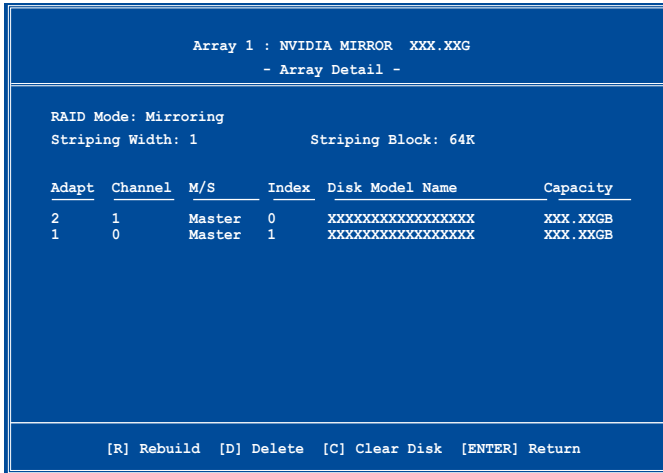 Array 1 : NVIDIA MIRROR XXX.XXG
- Array Detail -
RAID Mode: Mirroring
Striping Width: 1 Striping Block: 64K
Adapt Channel M/S Index Disk Model Name Capacity
2 1 Master 0 XXXXXXXXXXXXXXXXX XXX.XXGB
1 0 Master 1 XXXXXXXXXXXXXXXXX XXX.XXGB
[R] Rebuild [D] Delete [C] Clear Disk [ENTER] Return